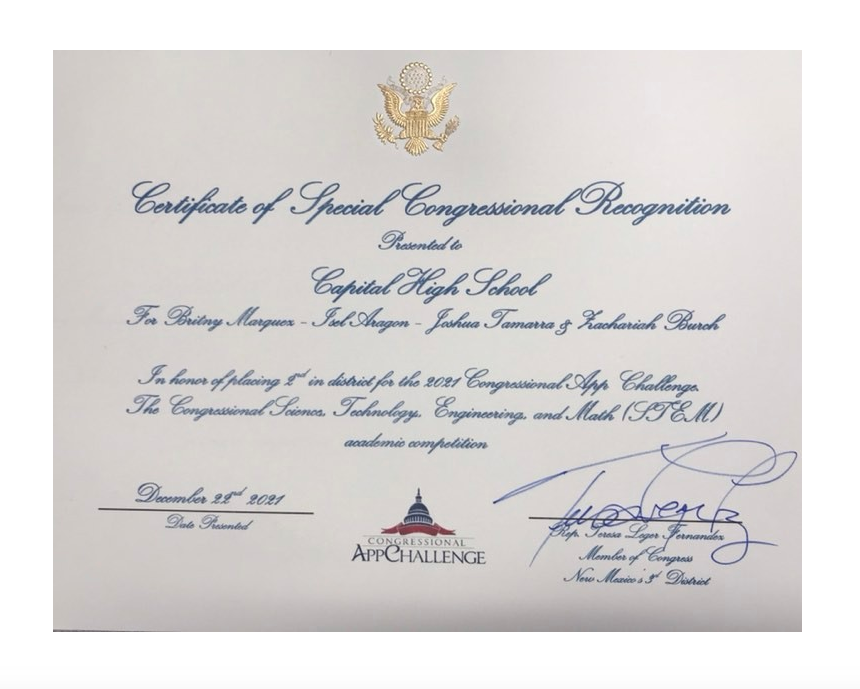 Certificate of Special Congressional Recognition
Presented to
Capital High School
For Britny Marquez - Isel Aragon - Joshua Tamarra & Zachariah Burch
In honor of placing 2nd in district for the 2021 Congressional App Challenge.
The Congressional Science, Technology, Engineering, and Math (STEM)
academic competition
December 22nd 2021
Date Presented
CONGRESSIONAL
APPCHALLENGE
Rep. Teresa Leger Fernandez
Member of Congress
New Mexico's 3rd District